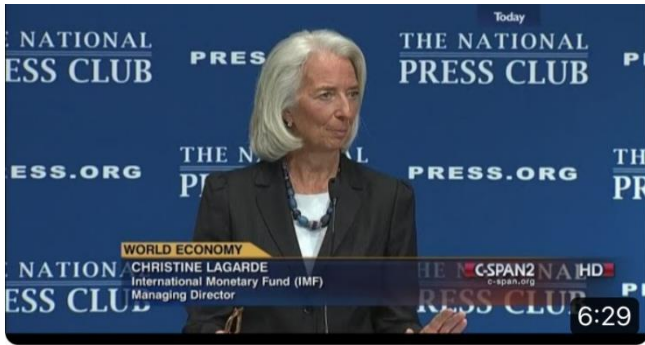 Today
THE NATIONAL
PRESS CLUB
PRESS.ORG
WORLD ECONOMY
CHRISTINE LAGARDE
International Monetary Fund (IMF)
Managing Director
C-SPAN2 HD
c-span.org
6:29